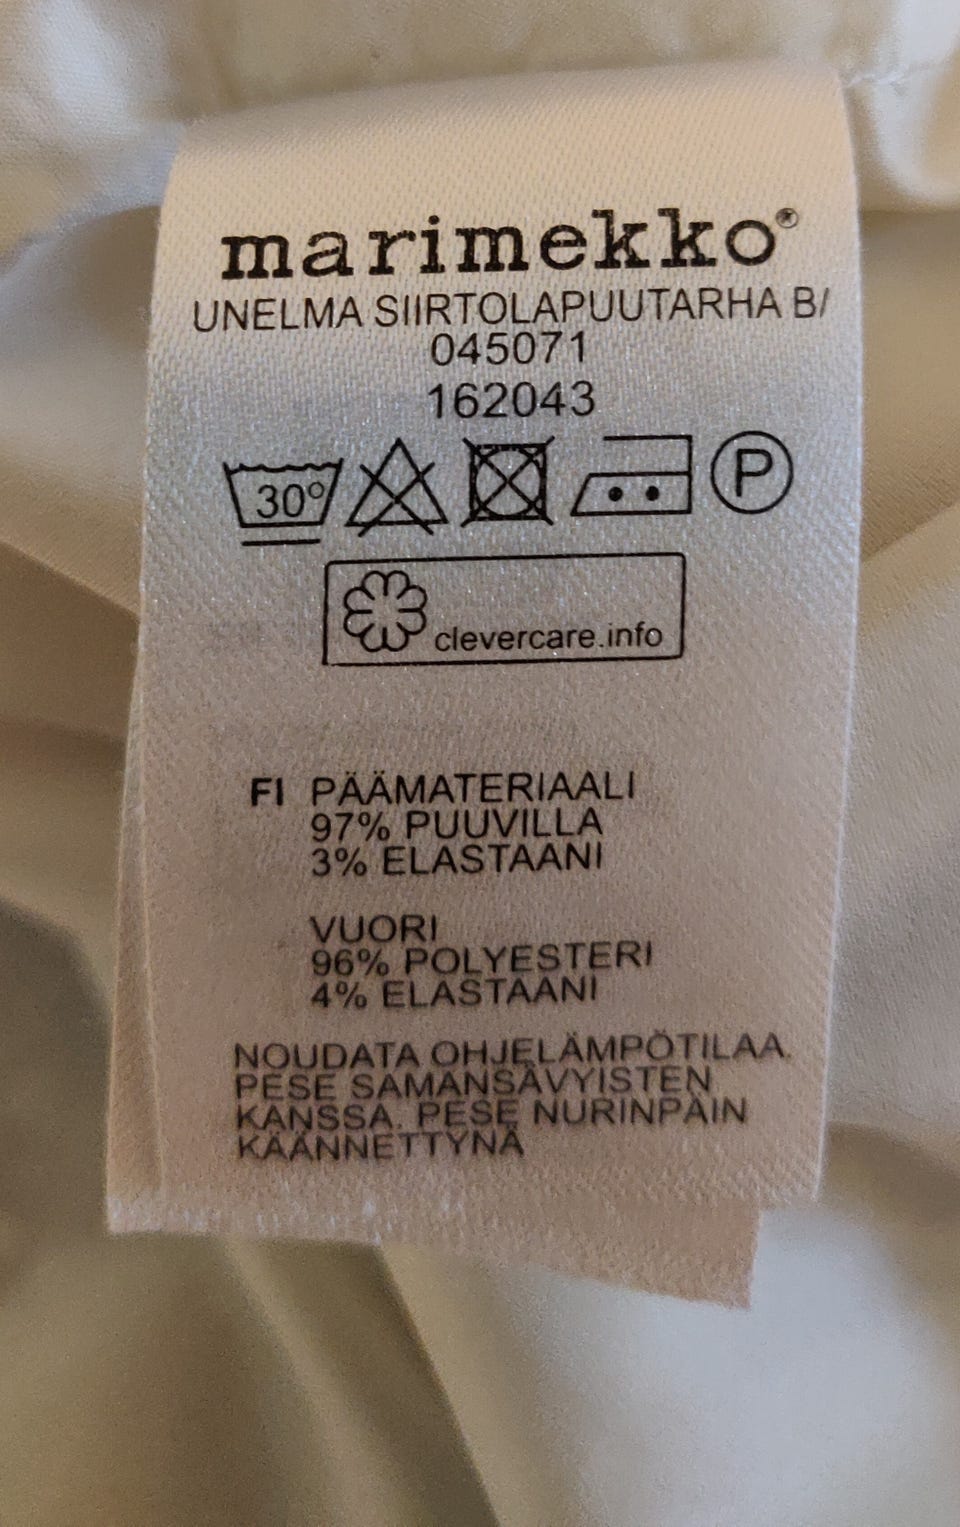 marimekko®
UNELMA SIIRTOLAPUUTARHA B/
045071
162043
30° P
clevercare.info
FI PÄÄMATERIAALI
97% PUUVILLA
3% ELASTAANI
VUORI
96% POLYESTERI
4% ELASTAANI
NOUDATA OHJELÄMPÖTILAA.
PESE SAMANSÄVYISTEN
KANSSA. PESE NURINPÄIN
KÄÄNNETTYNÄ